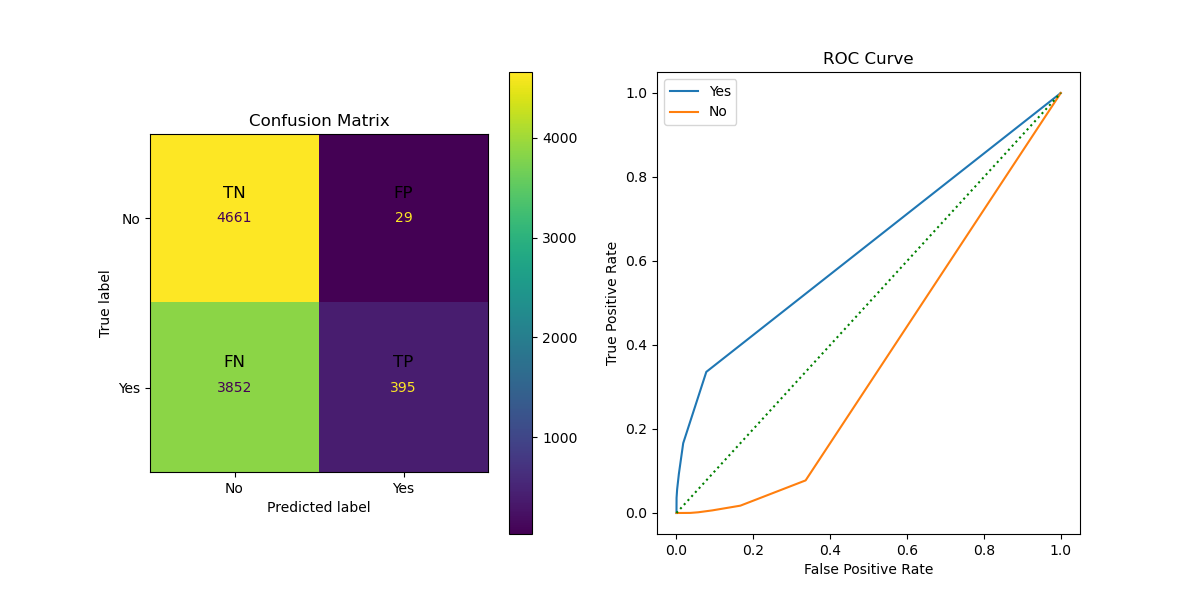 Confusion Matrix
TN
4661
FP
29
FN
3852
TP
395
No
Yes
True label
No
Yes
Predicted label
4000
3000
2000
1000
ROC Curve
Yes
No
1.0
0.8
0.6
0.4
0.2
0.0
True Positive Rate
0.0
0.2
0.4
0.6
0.8
1.0
False Positive Rate